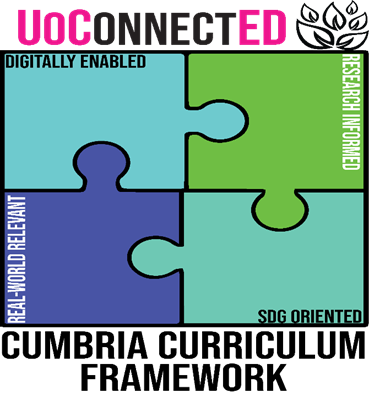 UoCONNECTED
DIGITALLY ENABLED
RESEARCH INFORMED
REAL-WORLD RELEVANT
SDG ORIENTED
CUMBRIA CURRICULUM
FRAMEWORK